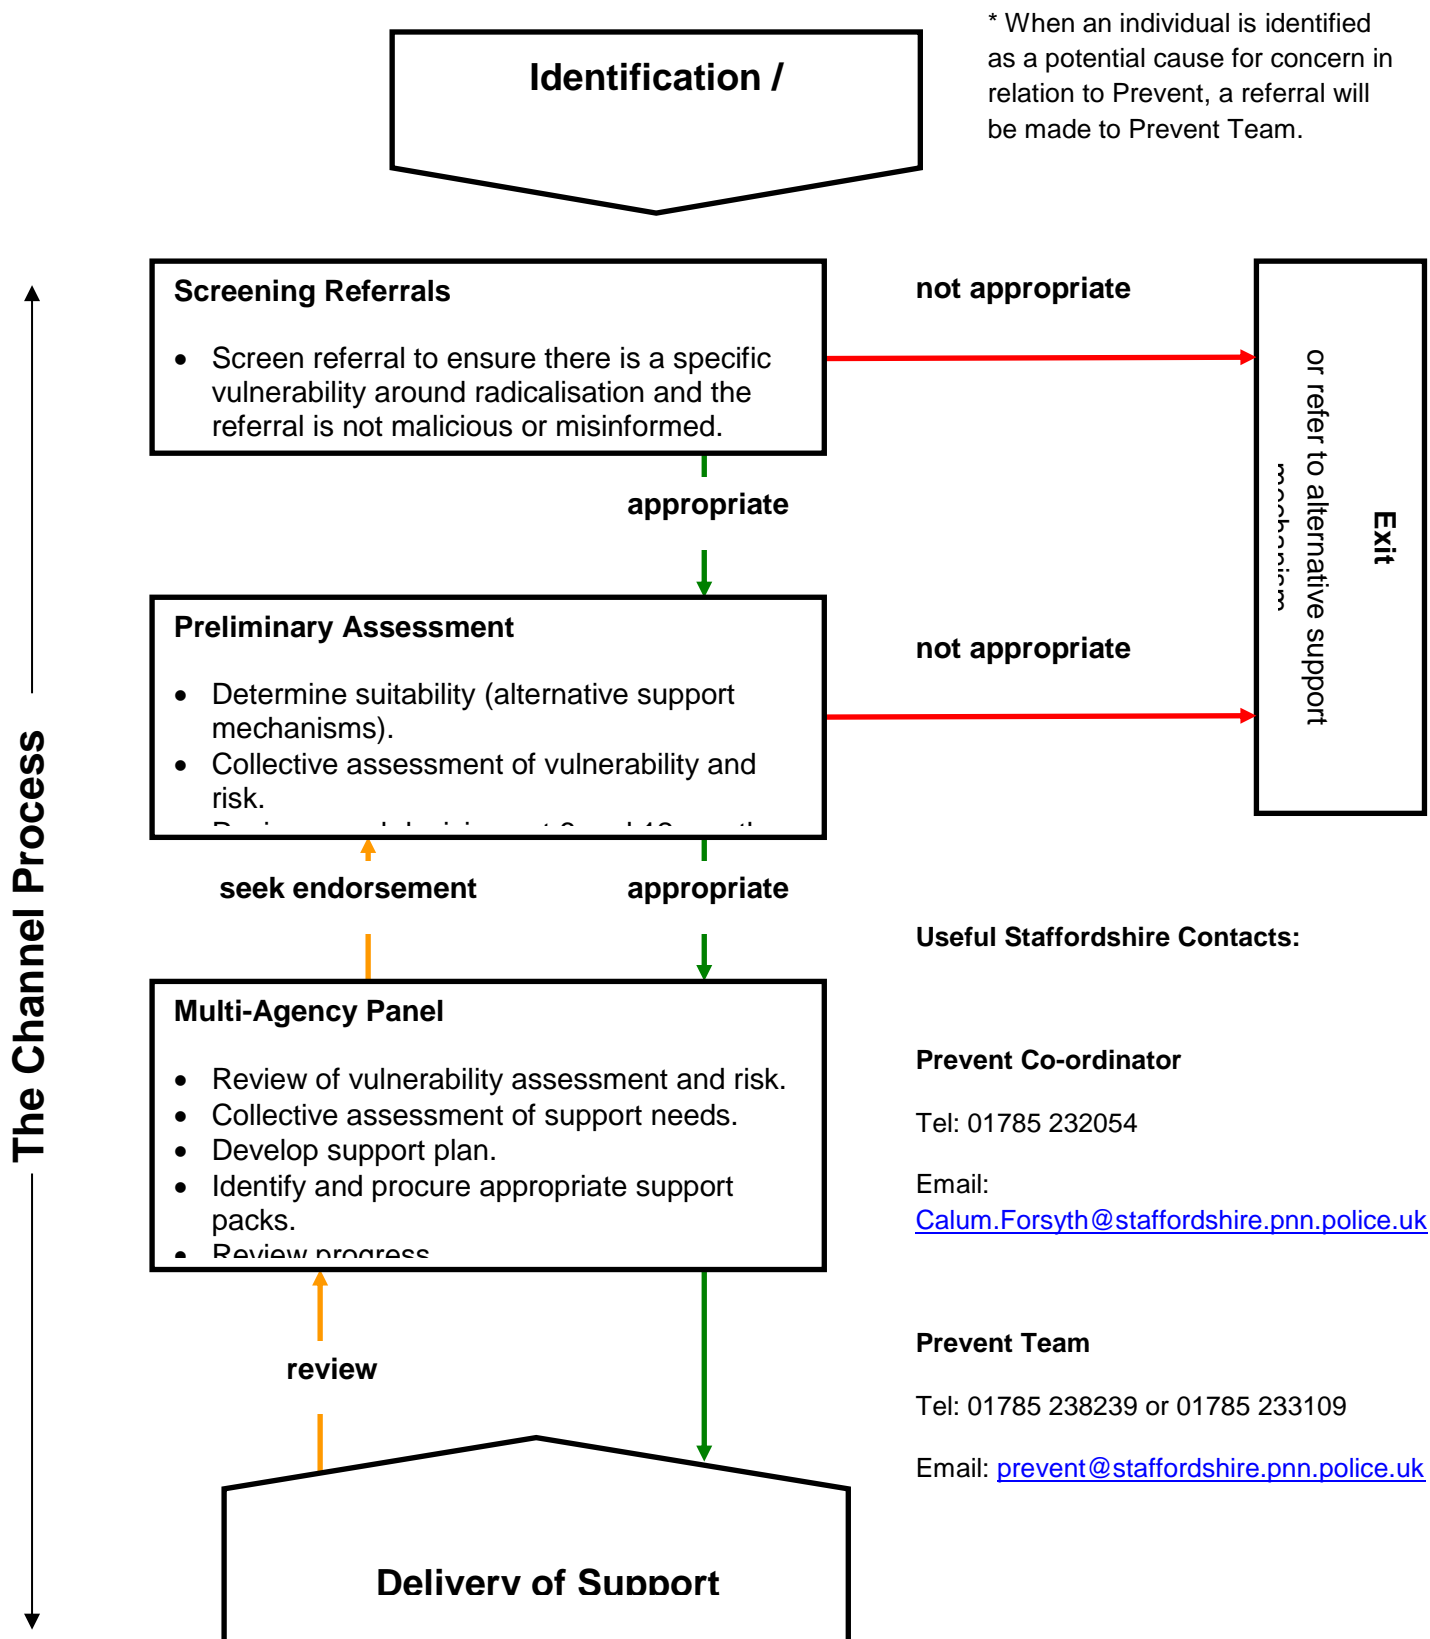 * When an individual is identified
as a potential cause for concern in
relation to Prevent, a referral will
be made to Prevent Team.
Identification /
The Channel Process
Screening Referrals
• Screen referral to ensure there is a specific
vulnerability around radicalisation and the
referral is not malicious or misinformed.
not appropriate
Exit
or refer to alternative support
mechanism
appropriate
Preliminary Assessment
• Determine suitability (alternative support
mechanisms).
• Collective assessment of vulnerability and
risk.
not appropriate
seek endorsement
appropriate
Multi-Agency Panel
• Review of vulnerability assessment and risk.
• Collective assessment of support needs.
• Develop support plan.
• Identify and procure appropriate support
packs.
• Review progress
review
Delivery of Support
Useful Staffordshire Contacts:
Prevent Co-ordinator
Tel: 01785 232054
Email:
Calum.Forsyth@staffordshire.pnn.police.uk
Prevent Team
Tel: 01785 238239 or 01785 233109
Email: prevent@staffordshire.pnn.police.uk